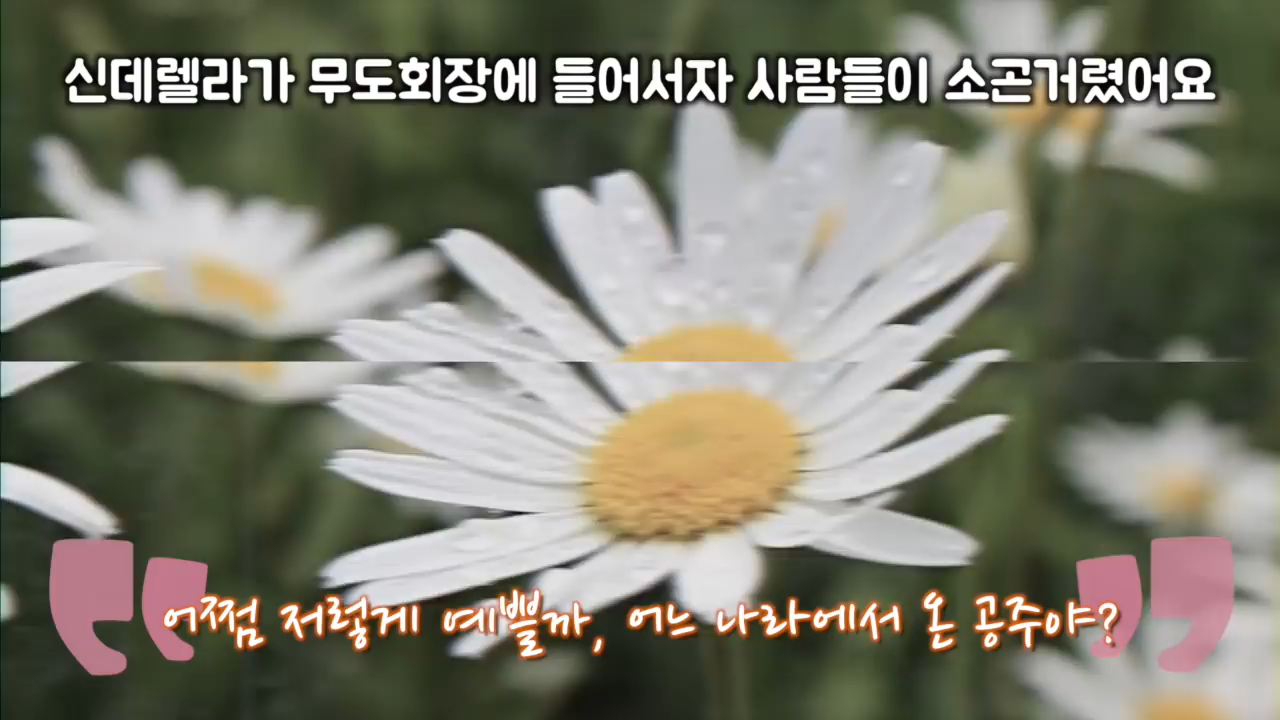 신데렐라가 무도회장에 들어서자 사람들이 소곤거렸어요
어쩜 저렇게 예쁠까, 어느 나라에서 온 공주야?